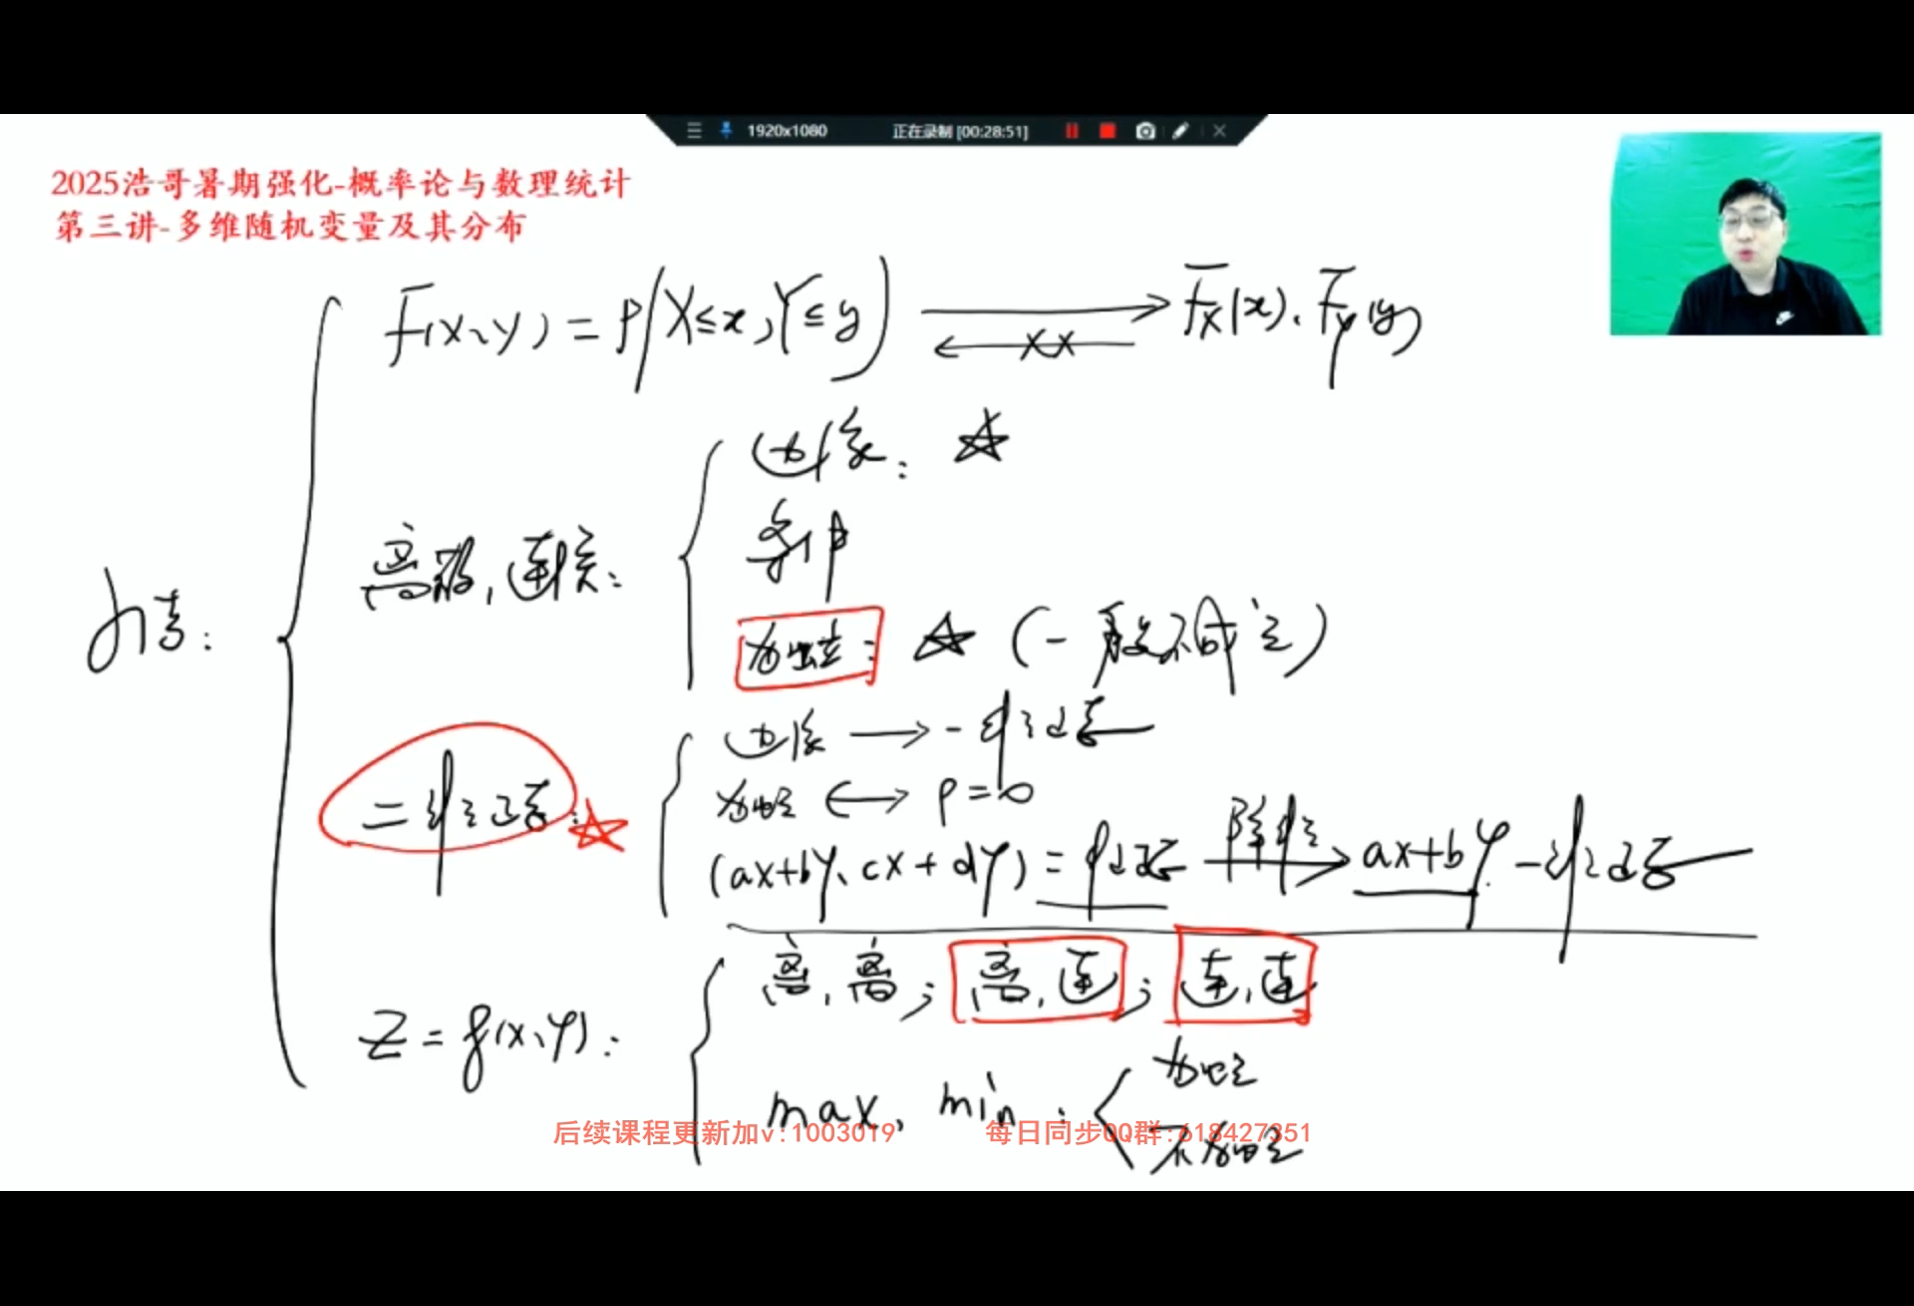 1920x1080 正在录制 [00:28:51]
2025浩哥暑期强化-概率论与数理统计
第三讲-多维随机变量及其分布
F(x,y) = P(X≤x,Y≤y) F_X(x). F_Y(y)
边缘:
条件
离散,连续:
独立: (一般不成立)
小结:
边缘 → 一维正态
二维正态:
独立 ↔ ρ=0
(ax+by, cx+dy) = 维正态 降维 → ax+by 一维正态
离,离; 离,连; 连,连
Z = f(x,y):
独立
max, min:
不独立
后续课程更新加v:1003019 每日同步QQ群:618427351